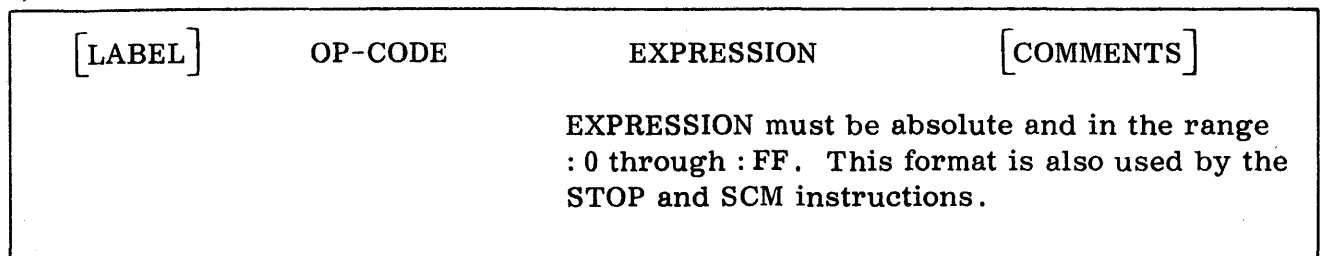 [LABEL] OP-CODE EXPRESSION [COMMENTS]
EXPRESSION must be absolute and in the range
:0 through :FF. This format is also used by the
STOP and SCM instructions.